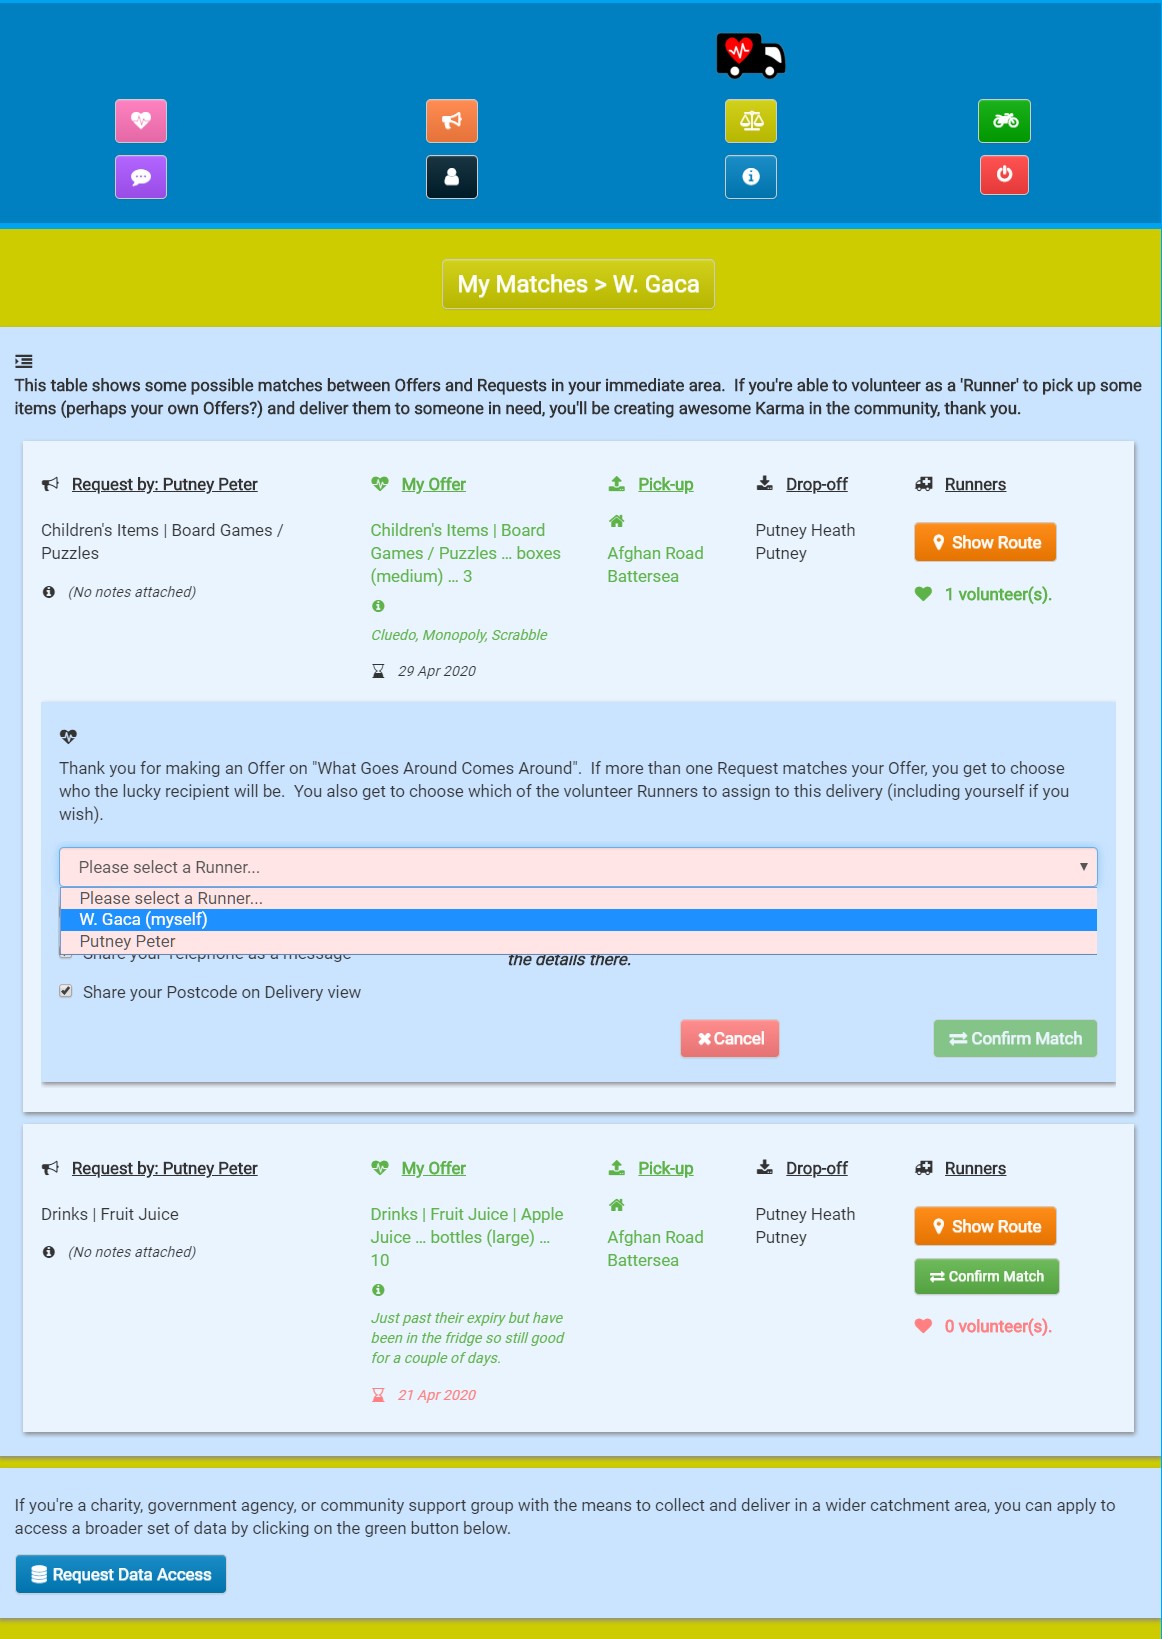 My Matches > W. Gaca
This table shows some possible matches between Offers and Requests in your immediate area.  If you're able to volunteer as a 'Runner' to pick up some
items (perhaps your own Offers?) and deliver them to someone in need, you'll be creating awesome Karma in the community, thank you.
Request by: Putney Peter
Children's Items | Board Games /
Puzzles
(No notes attached)
My Offer
Children's Items | Board
Games / Puzzles ... boxes
(medium) ... 3
Cluedo, Monopoly, Scrabble
29 Apr 2020
Pick-up
Afghan Road
Battersea
Drop-off
Putney Heath
Putney
Runners
Show Route
1 volunteer(s).
Thank you for making an Offer on "What Goes Around Comes Around".  If more than one Request matches your Offer, you get to choose
who the lucky recipient will be.  You also get to choose which of the volunteer Runners to assign to this delivery (including yourself if you
wish).
Please select a Runner...
Please select a Runner...
W. Gaca (myself)
Putney Peter
Share your Telephone as a message
the details there.
Share your Postcode on Delivery view
Cancel
Confirm Match
Request by: Putney Peter
Drinks | Fruit Juice
(No notes attached)
My Offer
Drinks | Fruit Juice | Apple
Juice ... bottles (large) ...
10
Just past their expiry but have
been in the fridge so still good
for a couple of days.
21 Apr 2020
Pick-up
Afghan Road
Battersea
Drop-off
Putney Heath
Putney
Runners
Show Route
Confirm Match
0 volunteer(s).
If you're a charity, government agency, or community support group with the means to collect and deliver in a wider catchment area, you can apply to
access a broader set of data by clicking on the green button below.
Request Data Access